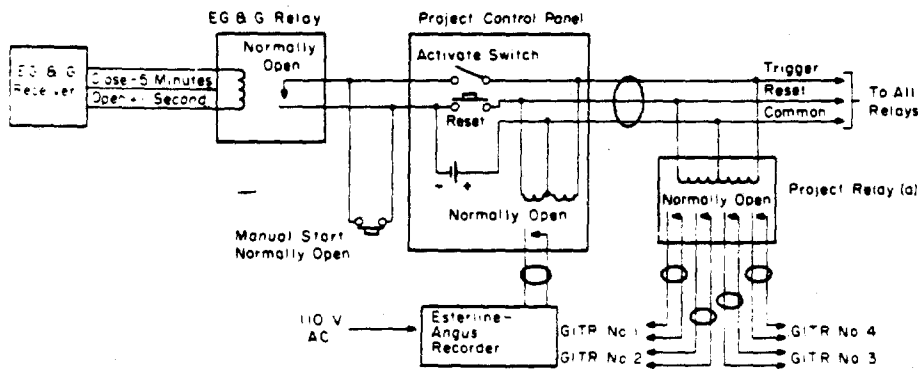 EG & G Relay
Project Control Panel
Normally
Open
Activate Switch
EG & G
Receiver
Close -5 Minutes
Open +1 Second
Trigger
Reset
Common
To All
Relays
Reset
- +
Normally Open
Project Relay (a)
Normally Open
Manual Start
Normally Open
110 V
AC
Esterline-
Angus
Recorder
GITR No 1
GITR No 2
GITR No 4
GITR No 3